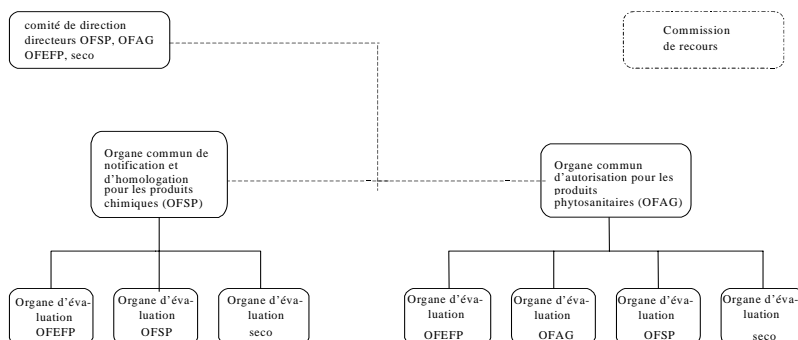 comité de direction
directeurs OFSP, OFAG
OFEFP, seco
Commission
de recours
Organe commun de
notification et
d'homologation
pour les produits
chimiques (OFSP)
Organe commun
d'autorisation pour les
produits
phytosanitaires (OFAG)
Organe d'éva-
luation
OFEFP
Organe d'éva-
luation
OFSP
Organe d'éva-
luation
seco
Organe d'éva-
luation
OFEFP
Organe d'éva-
luation
OFAG
Organe d'éva-
luation
OFSP
Organe d'éva-
luation
seco